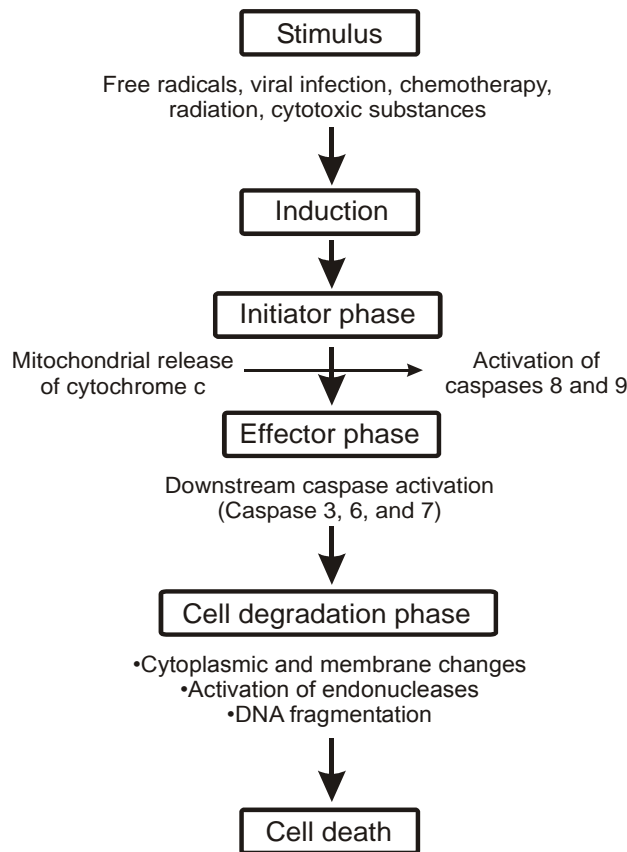 Stimulus
Free radicals, viral infection, chemotherapy,
radiation, cytotoxic substances
Induction
Initiator phase
Mitochondrial release
of cytochrome c
Activation of
caspases 8 and 9
Effector phase
Downstream caspase activation
(Caspase 3, 6, and 7)
Cell degradation phase
•Cytoplasmic and membrane changes
•Activation of endonucleases
•DNA fragmentation
Cell death